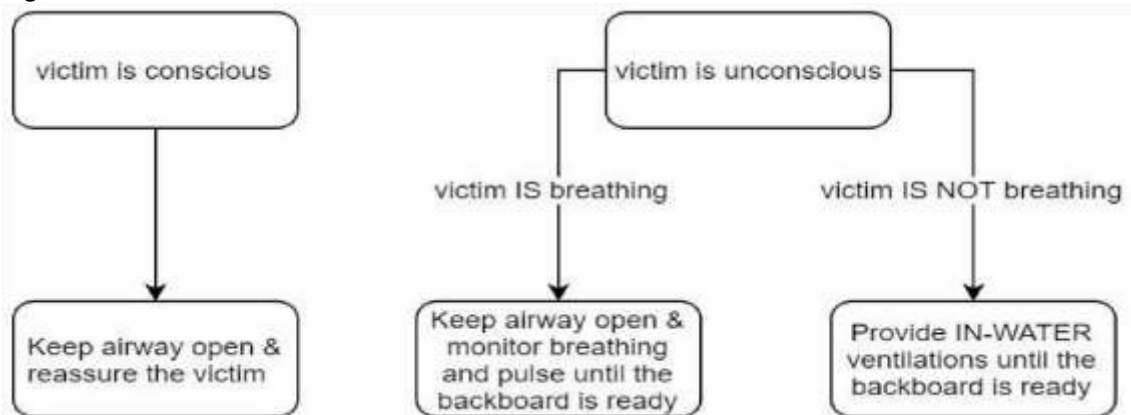 victim is conscious
victim is unconscious
victim IS breathing
victim IS NOT breathing
Keep airway open &
reassure the victim
Keep airway open &
monitor breathing
and pulse until the
backboard is ready
Provide IN-WATER
ventilations until the
backboard is ready